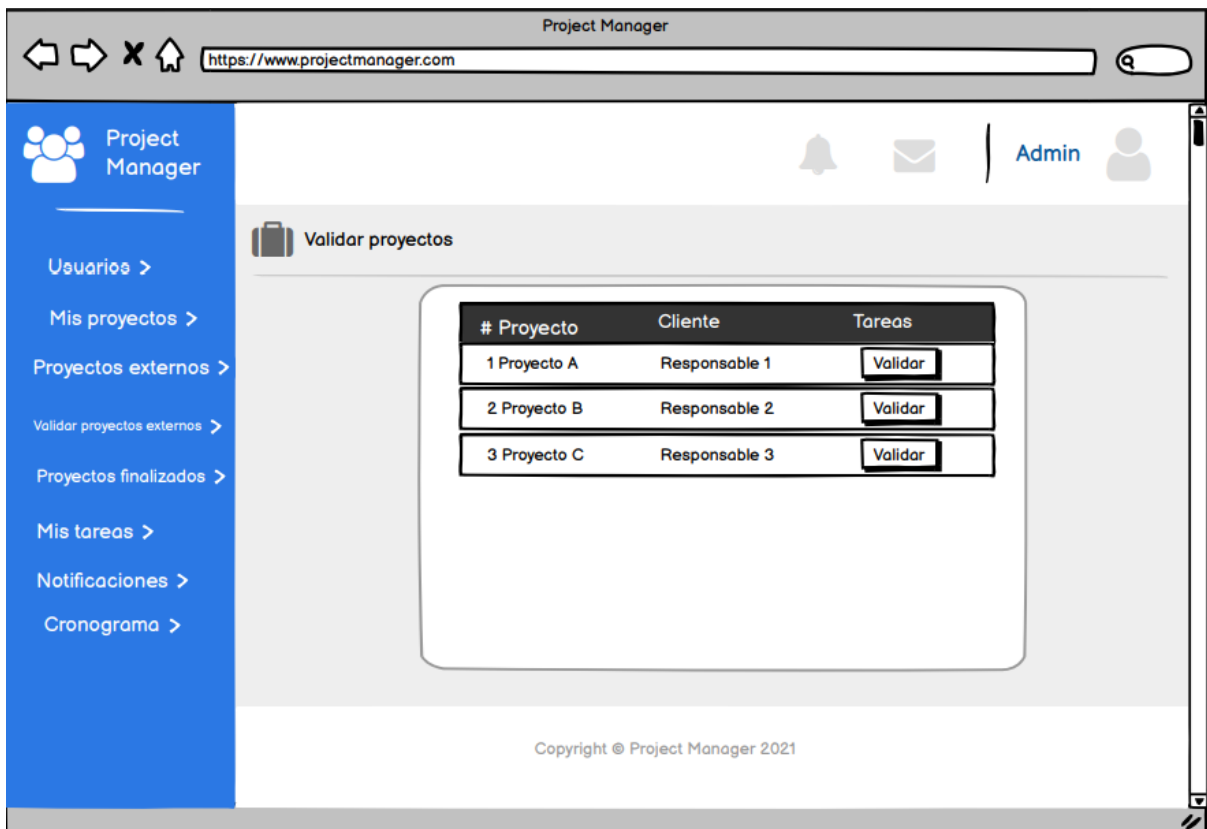 Project Manager
https://www.projectmanager.com
Project
Manager
Admin
Usuarios >
Mis proyectos >
Proyectos externos >
Validar proyectos externos >
Proyectos finalizados >
Mis tareas >
Notificaciones >
Cronograma >
Validar proyectos
# Proyecto Cliente Tareas
1 Proyecto A Responsable 1 Validar
2 Proyecto B Responsable 2 Validar
3 Proyecto C Responsable 3 Validar
Copyright © Project Manager 2021